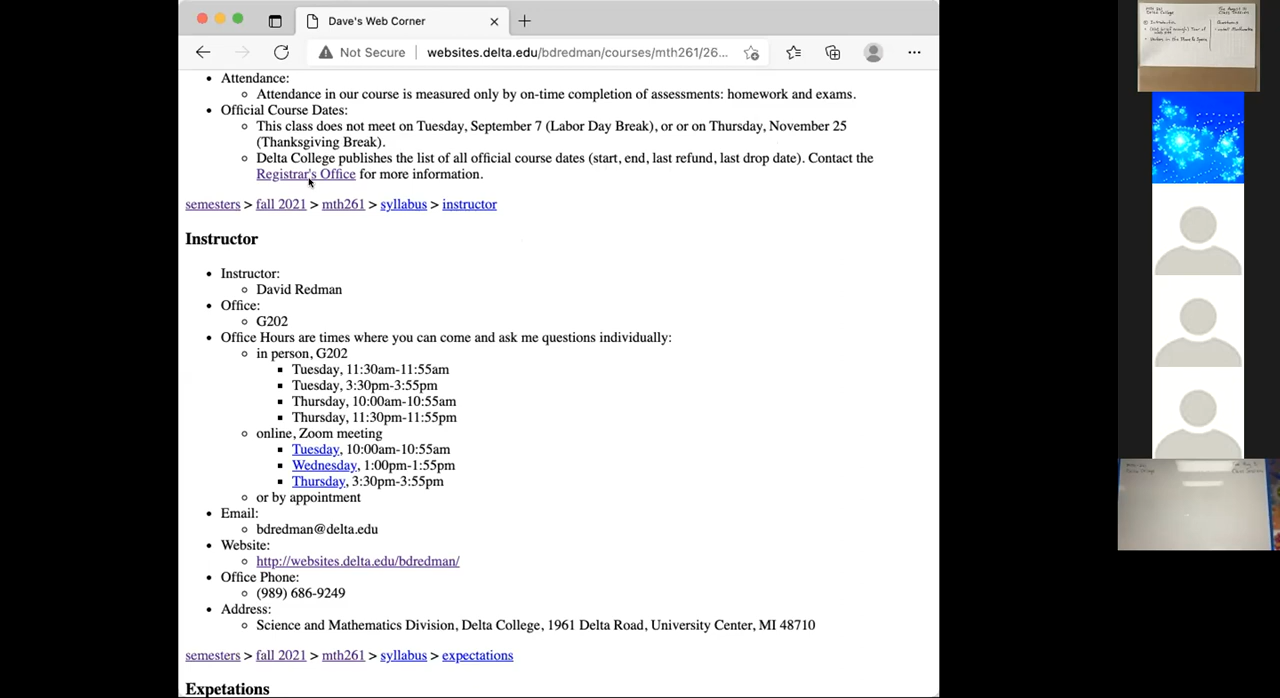 Dave's Web Corner
Not Secure
websites.delta.edu/bdredman/courses/mth261/26...
Attendance:
Attendance in our course is measured only by on-time completion of assessments: homework and exams.
Official Course Dates:
This class does not meet on Tuesday, September 7 (Labor Day Break), or or on Thursday, November 25
(Thanksgiving Break).
Delta College publishes the list of all official course dates (start, end, last refund, last drop date). Contact the
Registrar's Office for more information.
semesters > fall 2021 > mth261 > syllabus > instructor
Instructor
Instructor:
David Redman
Office:
G202
Office Hours are times where you can come and ask me questions individually:
in person, G202
Tuesday, 11:30am-11:55am
Tuesday, 3:30pm-3:55pm
Thursday, 10:00am-10:55am
Thursday, 11:30pm-11:55pm
online, Zoom meeting
Tuesday, 10:00am-10:55am
Wednesday, 1:00pm-1:55pm
Thursday, 3:30pm-3:55pm
or by appointment
Email:
bdredman@delta.edu
Website:
http://websites.delta.edu/bdredman/
Office Phone:
(989) 686-9249
Address:
Science and Mathematics Division, Delta College, 1961 Delta Road, University Center, MI 48710
semesters > fall 2021 > mth261 > syllabus > expectations
Expetations